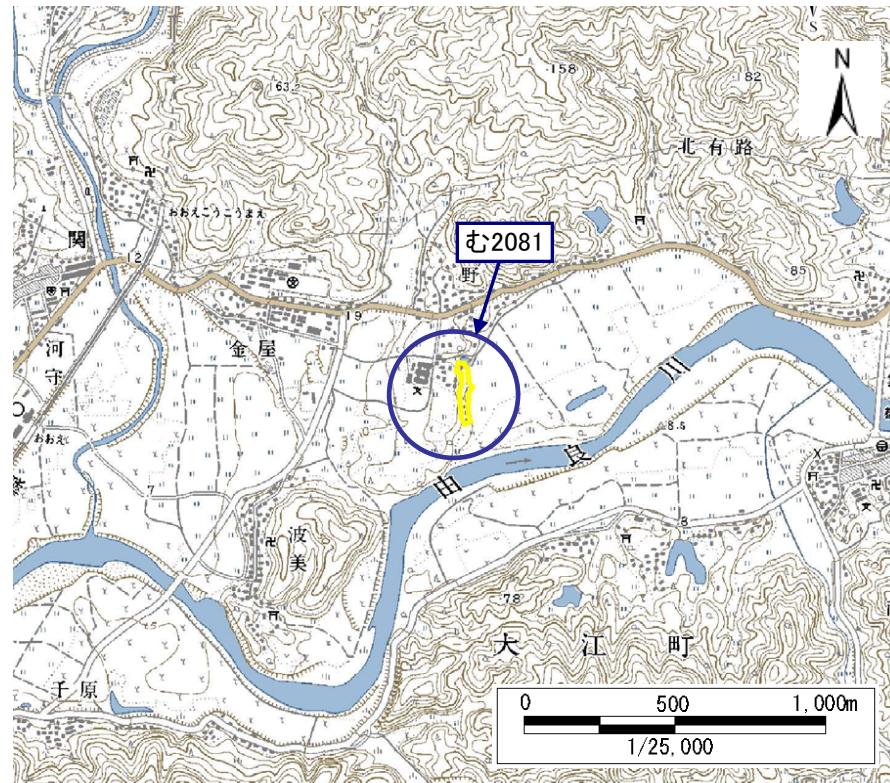 N
163.2
158
182
北有路
おおえこうこうまえ
む2081
関
野
12
85
19
金屋
河守
川
8.5
おおえ
由良
7
8
波美
78
大江町
千原
0 500 1,000m
1/25,000